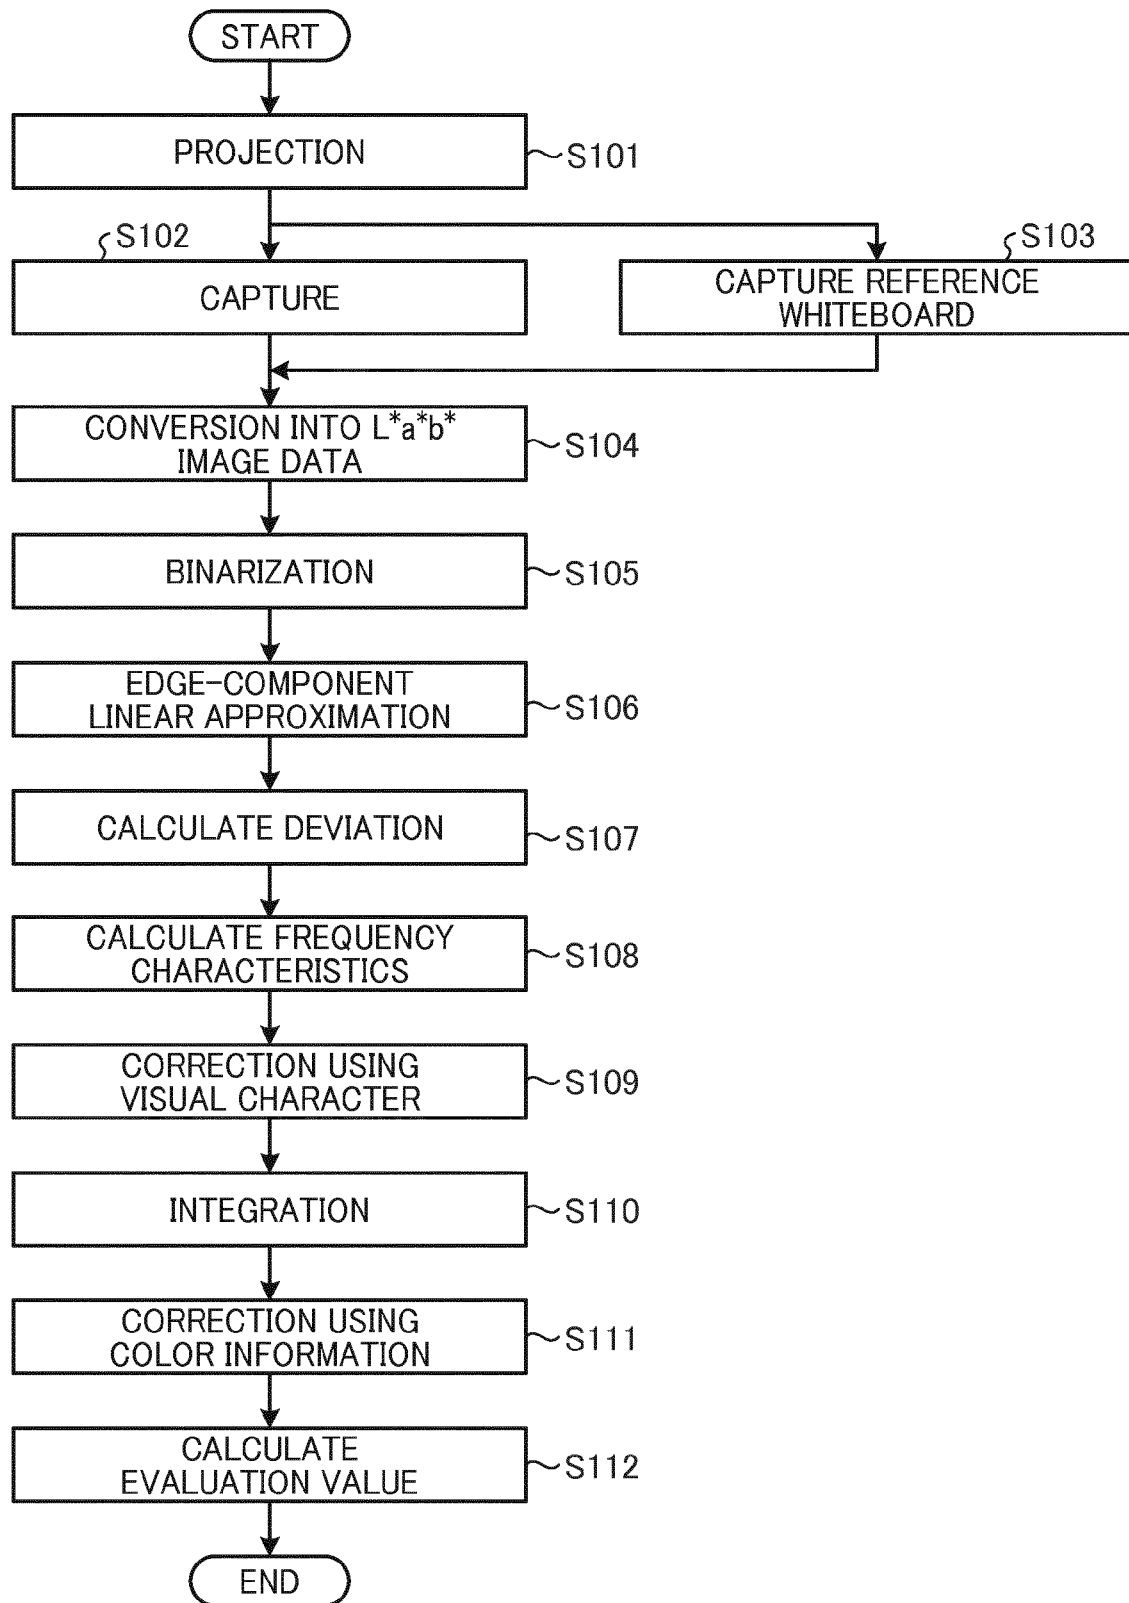 START
PROJECTION
S101
S102
CAPTURE
S103
CAPTURE REFERENCE
WHITEBOARD
CONVERSION INTO L*a*b*
IMAGE DATA
S104
BINARIZATION
S105
EDGE-COMPONENT
LINEAR APPROXIMATION
S106
CALCULATE DEVIATION
S107
CALCULATE FREQUENCY
CHARACTERISTICS
S108
CORRECTION USING
VISUAL CHARACTER
S109
INTEGRATION
S110
CORRECTION USING
COLOR INFORMATION
S111
CALCULATE
EVALUATION VALUE
S112
END